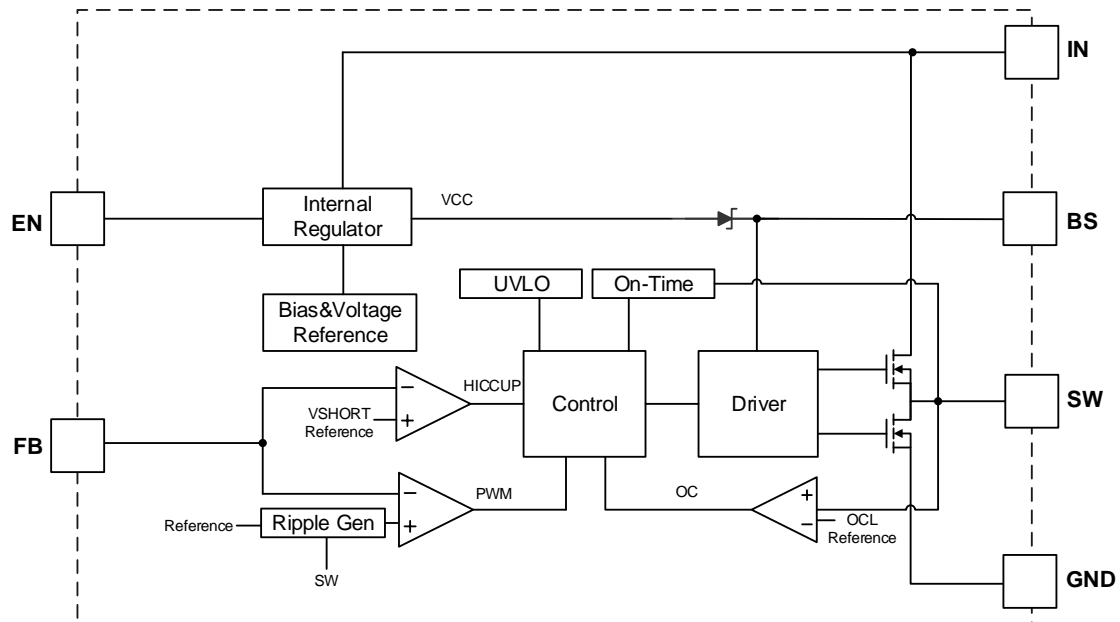 IN
EN
Internal
Regulator
VCC
BS
UVLO
On-Time
Bias&Voltage
Reference
HICCUP
VSHORT
Reference
Control
Driver
SW
FB
PWM
OC
Reference
Ripple Gen
OCL
Reference
SW
GND
−
+
−
+
+
−